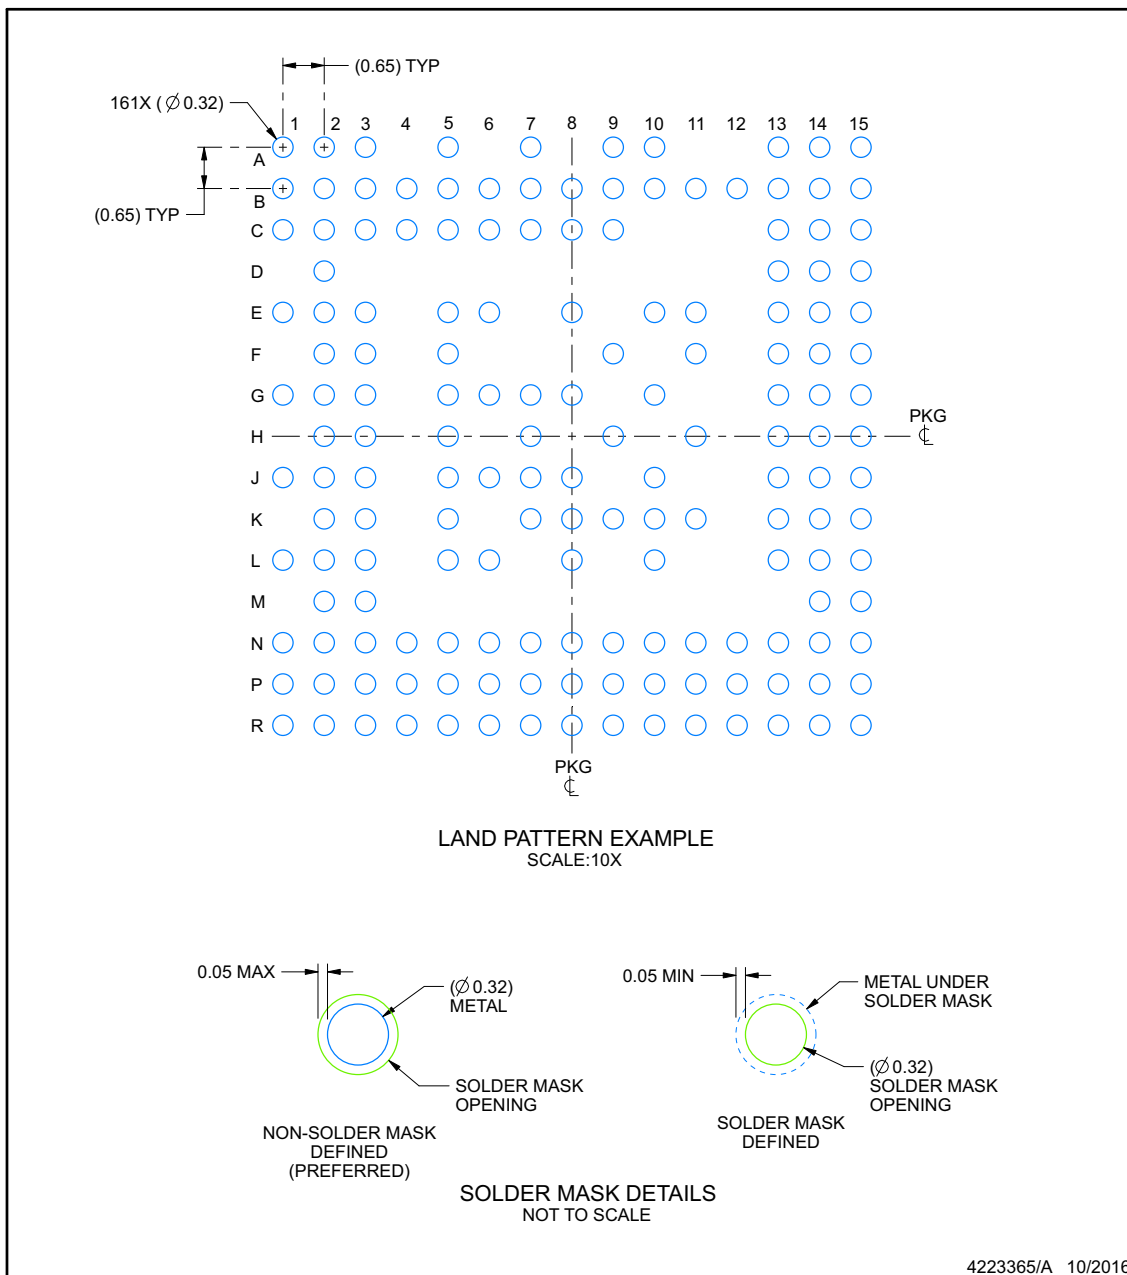 (0.65) TYP
161X (∅0.32)
1 2 3 4 5 6 7 8 9 10 11 12 13 14 15
A
B
(0.65) TYP
C
D
E
F
G
PKG
H
℄
J
K
L
M
N
P
R
PKG
℄
LAND PATTERN EXAMPLE
SCALE:10X
0.05 MAX
(∅0.32)
METAL
SOLDER MASK
OPENING
NON-SOLDER MASK
DEFINED
(PREFERRED)
0.05 MIN
METAL UNDER
SOLDER MASK
(∅0.32)
SOLDER MASK
OPENING
SOLDER MASK
DEFINED
SOLDER MASK DETAILS
NOT TO SCALE
4223365/A 10/2016